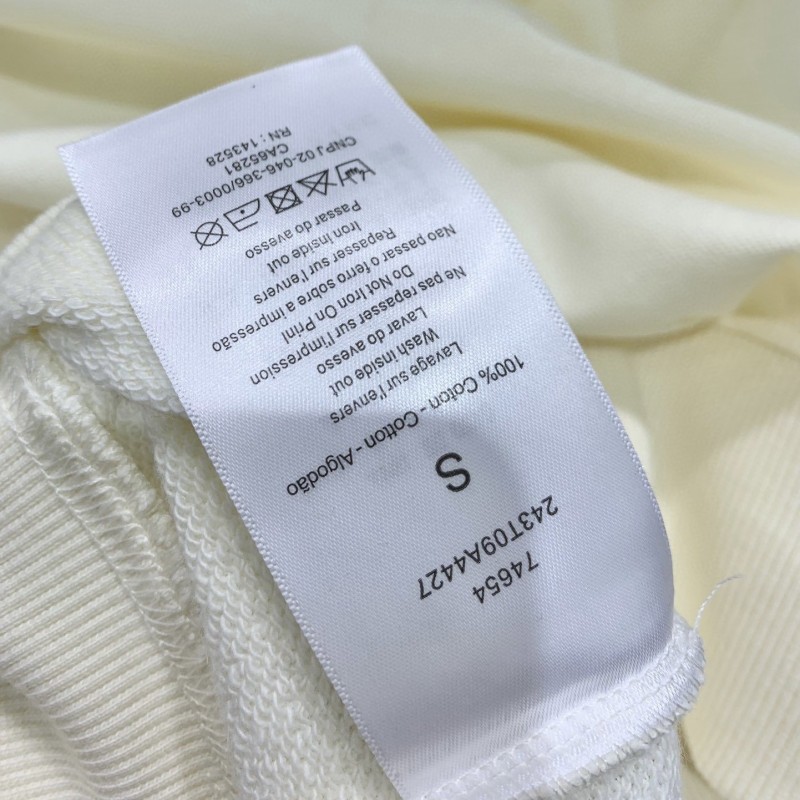 74654
243T09A4427
S
100% Coton - Cotton - Algodão
Lavage sur l'envers
Wash inside out
Lavar do avesso
Ne pas repasser sur l'impression
Do Not Iron On Print
Nao passar o ferro sobre a impressão
Repasser sur l'envers
Iron inside out
Passar do avesso
CNPJ 02-046-366/0003-99
CA65281
RN : 143528